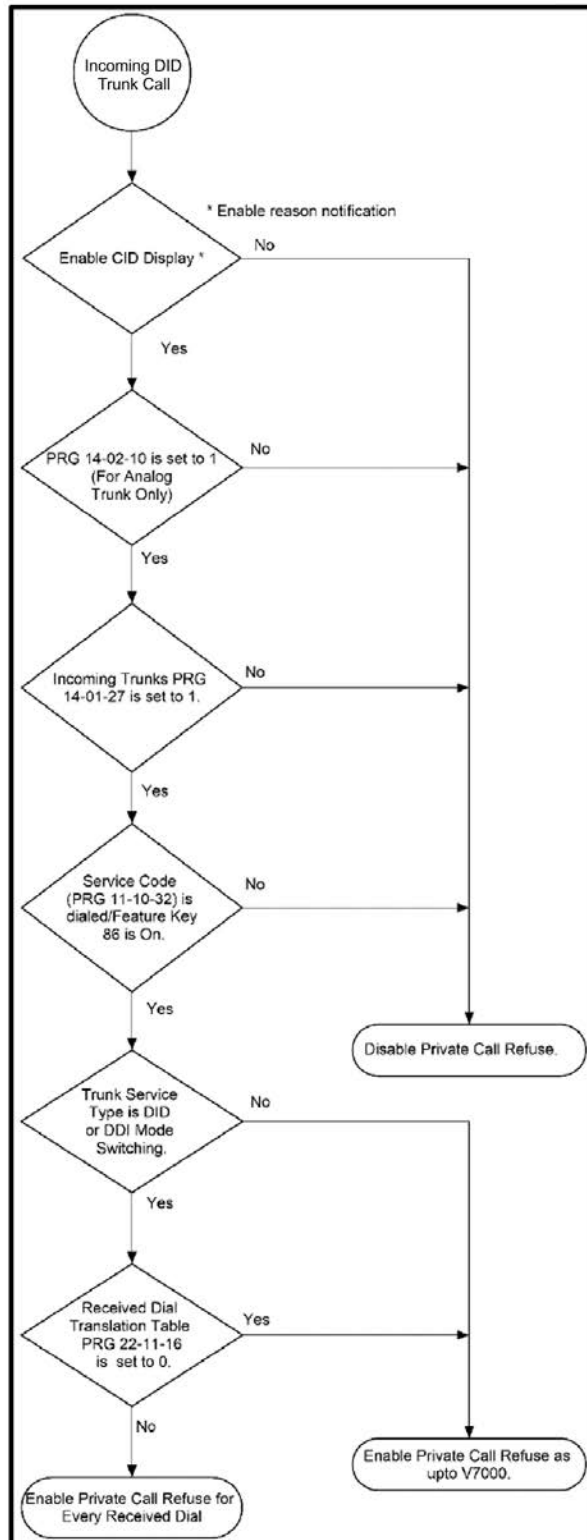 Incoming DID
Trunk Call
* Enable reason notification
Enable CID Display *
No
Yes
PRG 14-02-10 is set to 1
(For Analog
Trunk Only)
No
Yes
Incoming Trunks PRG
14-01-27 is set to 1.
No
Yes
Service Code
(PRG 11-10-32) is
dialed/Feature Key
86 is On.
No
Yes
Disable Private Call Refuse.
Trunk Service
Type is DID
or DDI Mode
Switching.
No
Yes
Received Dial
Translation Table
PRG 22-11-16
is set to 0.
Yes
No
Enable Private Call Refuse as
upto V7000.
Enable Private Call Refuse for
Every Received Dial